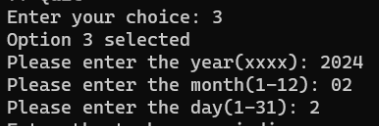 Enter your choice: 3
Option 3 selected
Please enter the year(xxxx): 2024
Please enter the month(1-12): 02
Please enter the day(1-31): 2